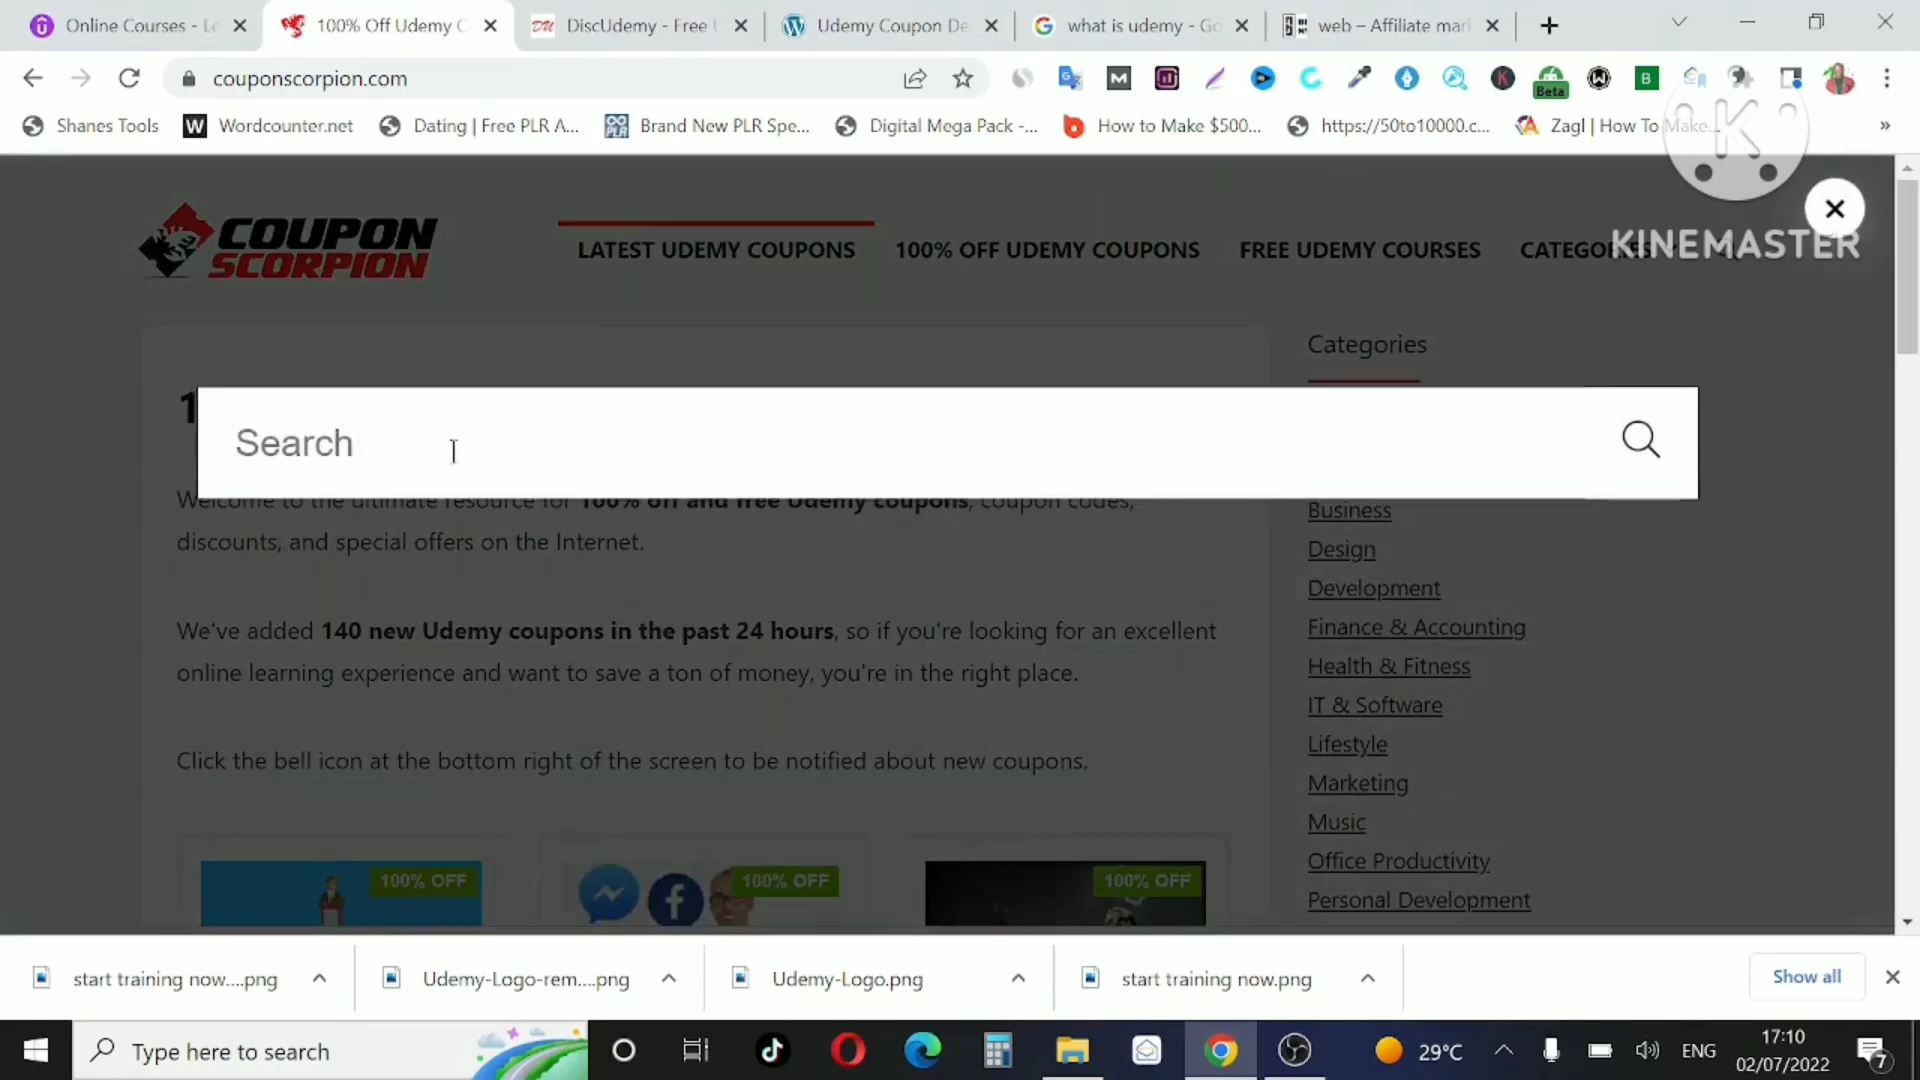 Online Courses - Le
100% Off Udemy C
DiscUdemy - Free U
Udemy Coupon De
what is udemy - Go
web – Affiliate mar
couponscorpion.com
Beta
Shanes Tools
Wordcounter.net
Dating | Free PLR A...
Brand New PLR Spe...
Digital Mega Pack -...
How to Make $500...
https://50to10000.c...
Zagl | How To Make...
KINEMASTER
COUPON
SCORPION
LATEST UDEMY COUPONS
100% OFF UDEMY COUPONS
FREE UDEMY COURSES
CATEGORIES
Categories
Search
Welcome to the ultimate resource for 100% off and free Udemy coupons, coupon codes,
discounts, and special offers on the Internet.
We've added 140 new Udemy coupons in the past 24 hours, so if you're looking for an excellent
online learning experience and want to save a ton of money, you're in the right place.
Click the bell icon at the bottom right of the screen to be notified about new coupons.
Business
Design
Development
Finance & Accounting
Health & Fitness
IT & Software
Lifestyle
Marketing
Music
Office Productivity
Personal Development
100% OFF
100% OFF
100% OFF
start training now....png
Udemy-Logo-rem....png
Udemy-Logo.png
start training now.png
Show all
Type here to search
29°C
ENG
17:10
02/07/2022
7